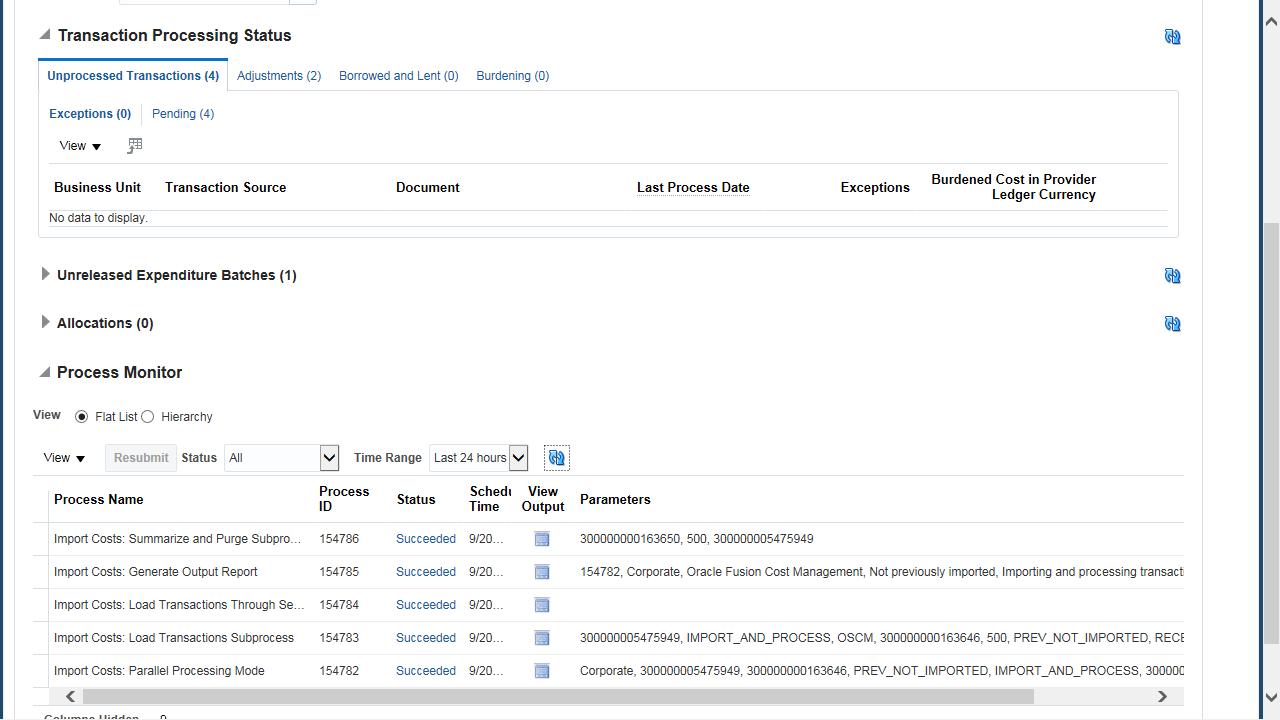 Transaction Processing Status
Unprocessed Transactions (4) Adjustments (2) Borrowed and Lent (0) Burdening (0)
Exceptions (0) Pending (4)
View
Business Unit Transaction Source Document Last Process Date Exceptions Burdened Cost in Provider Ledger Currency
No data to display.
Unreleased Expenditure Batches (1)
Allocations (0)
Process Monitor
View Flat List Hierarchy
View Resubmit Status All Time Range Last 24 hours
Process Name Process ID Status Schedu Time View Output Parameters
Import Costs: Summarize and Purge Subpro... 154786 Succeeded 9/20... 300000000163650, 500, 300000005475949
Import Costs: Generate Output Report 154785 Succeeded 9/20... 154782, Corporate, Oracle Fusion Cost Management, Not previously imported, Importing and processing transacti
Import Costs: Load Transactions Through Se... 154784 Succeeded 9/20...
Import Costs: Load Transactions Subprocess 154783 Succeeded 9/20... 300000005475949, IMPORT_AND_PROCESS, OSCM, 300000000163646, 500, PREV_NOT_IMPORTED, RECE
Import Costs: Parallel Processing Mode 154782 Succeeded 9/20... Corporate, 300000005475949, 300000000163646, PREV_NOT_IMPORTED, IMPORT_AND_PROCESS, 300000
Columns Hidden 9